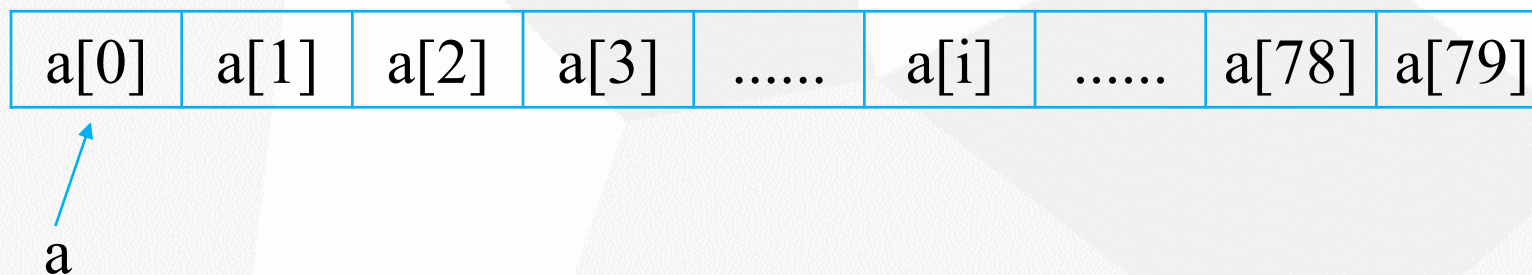 a[0] a[1] a[2] a[3] ...... a[i] ...... a[78] a[79]
a